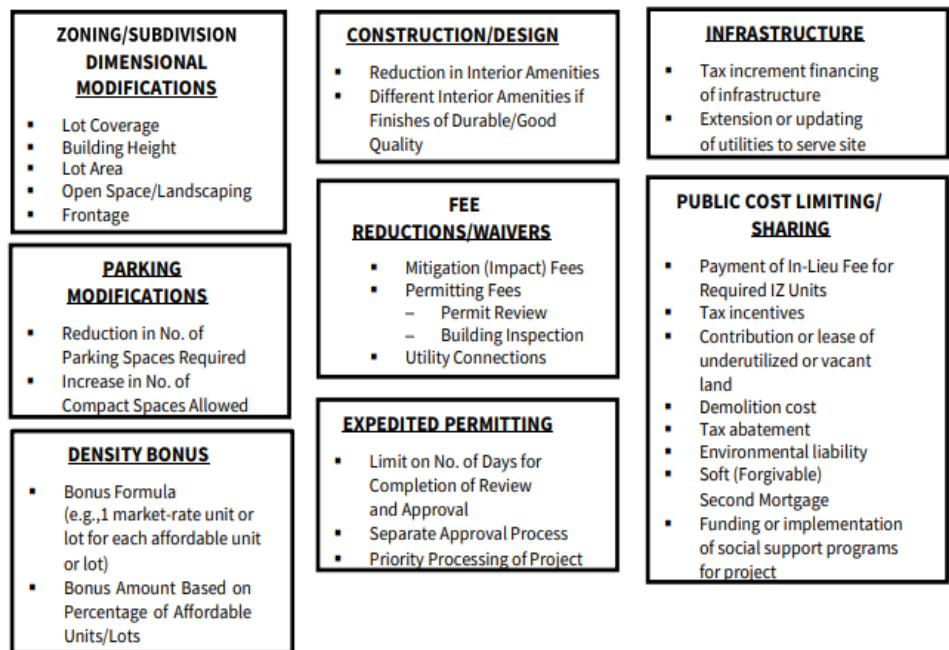 ZONING/SUBDIVISION
DIMENSIONAL
MODIFICATIONS
▪ Lot Coverage
▪ Building Height
▪ Lot Area
▪ Open Space/Landscaping
▪ Frontage
PARKING
MODIFICATIONS
▪ Reduction in No. of
Parking Spaces Required
▪ Increase in No. of
Compact Spaces Allowed
DENSITY BONUS
▪ Bonus Formula
(e.g.,1 market-rate unit or
lot for each affordable unit
or lot)
▪ Bonus Amount Based on
Percentage of Affordable
Units/Lots
CONSTRUCTION/DESIGN
▪ Reduction in Interior Amenities
▪ Different Interior Amenities if
Finishes of Durable/Good
Quality
FEE
REDUCTIONS/WAIVERS
▪ Mitigation (Impact) Fees
▪ Permitting Fees
– Permit Review
– Building Inspection
▪ Utility Connections
EXPEDITED PERMITTING
▪ Limit on No. of Days for
Completion of Review
and Approval
▪ Separate Approval Process
▪ Priority Processing of Project
INFRASTRUCTURE
▪ Tax increment financing
of infrastructure
▪ Extension or updating
of utilities to serve site
PUBLIC COST LIMITING/
SHARING
▪ Payment of In-Lieu Fee for
Required IZ Units
▪ Tax incentives
▪ Contribution or lease of
underutilized or vacant
land
▪ Demolition cost
▪ Tax abatement
▪ Environmental liability
▪ Soft (Forgivable)
Second Mortgage
▪ Funding or implementation
of social support programs
for project